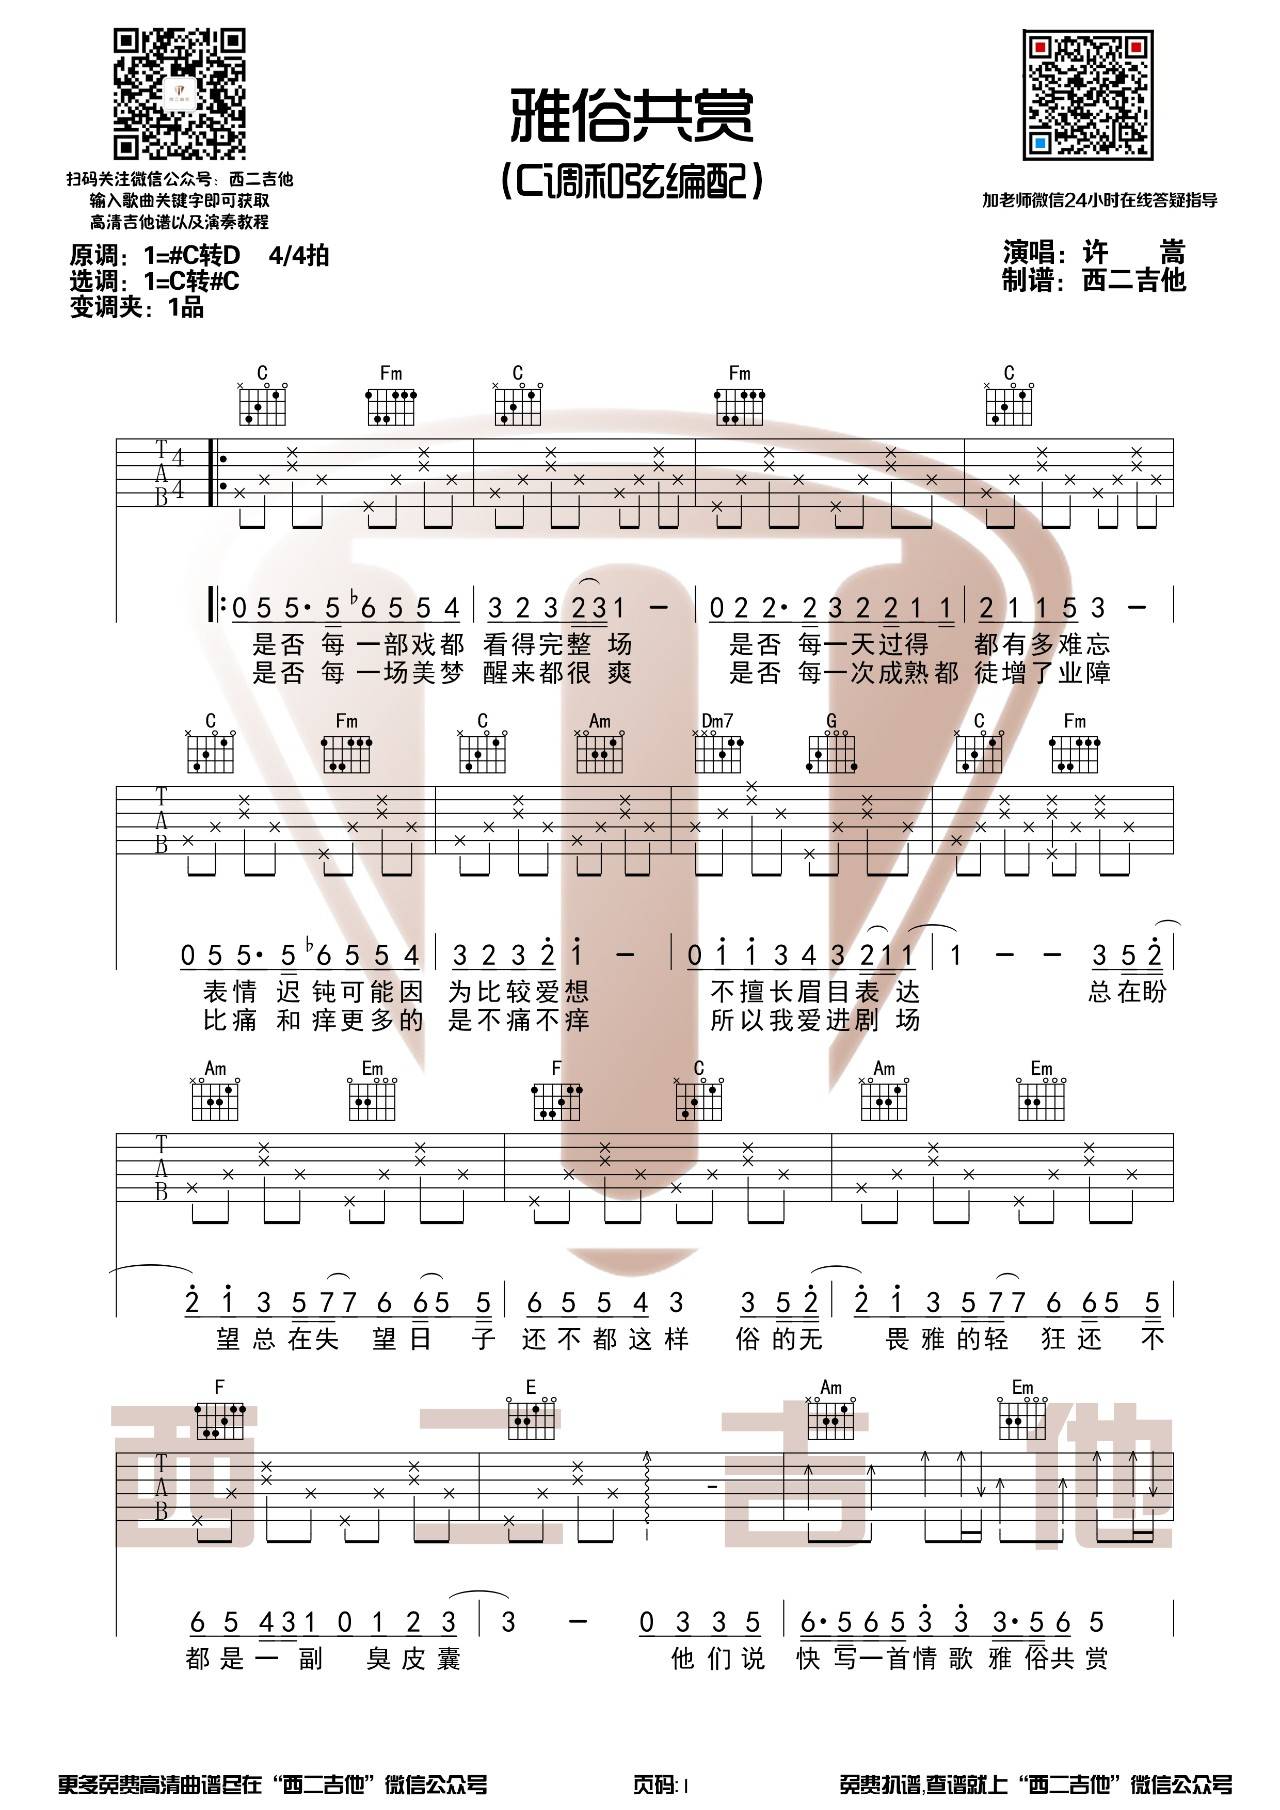 雅俗共赏
(C调和弦编配)
扫码关注微信公众号：西二吉他
输入歌曲关键字即可获取
高清吉他谱以及演奏教程
加老师微信24小时在线答疑指导
原调：1=#C转D 4/4拍
选调：1=C转#C
变调夹：1品
演唱：许 嵩
制谱：西二吉他
C Fm C Fm C
T 4
A
B 4
0 5 5· 5 ♭6 5 5 4 3 2 3 2 3 1 － 0 2 2· 2 3 2 2 1 1 2 1 1 5 3 －
是否 每 一部戏都 看得完整 场 是否 每一天过得 都有多难忘
是否 每 一场美梦 醒来都很 爽 是否 每一次成熟都 徒增了业障
C Fm C Am Dm7 G C Fm
T
A
B
0 5 5· 5 ♭6 5 5 4 3 2 3 2̇ 1̇ － 0 1̇ 1̇ 3 4 3 2 1 1 1 － － 3 5 2̇
表情 迟 钝可能因 为比较爱想 不擅长眉目表 达 总在盼
比痛 和 痒更多的 是不痛不痒 所以我爱进剧 场
Am Em F C Am Em
T
A
B
2̇ 1̇ 3 5 7 7 6 6 5 5 6 5 5 4 3 3 5 2̇ 2̇ 1̇ 3 5 7 7 6 6 5 5
望总在失 望日 子 还不都这样 俗的无 畏雅的轻 狂还 不
F E Am Em
T
A
B
6 5 4 3 1 0 1 2 3 3 － 0 3 3 5 6· 5 6 5 3̇ 3̇ 3· 5 6 5
都是一 副 臭皮囊 他们说 快 写一首情 歌 雅 俗共 赏
西二吉他
更多免费高清曲谱尽在“西二吉他”微信公众号
页码:1
免费扒谱,查谱就上“西二吉他”微信公众号